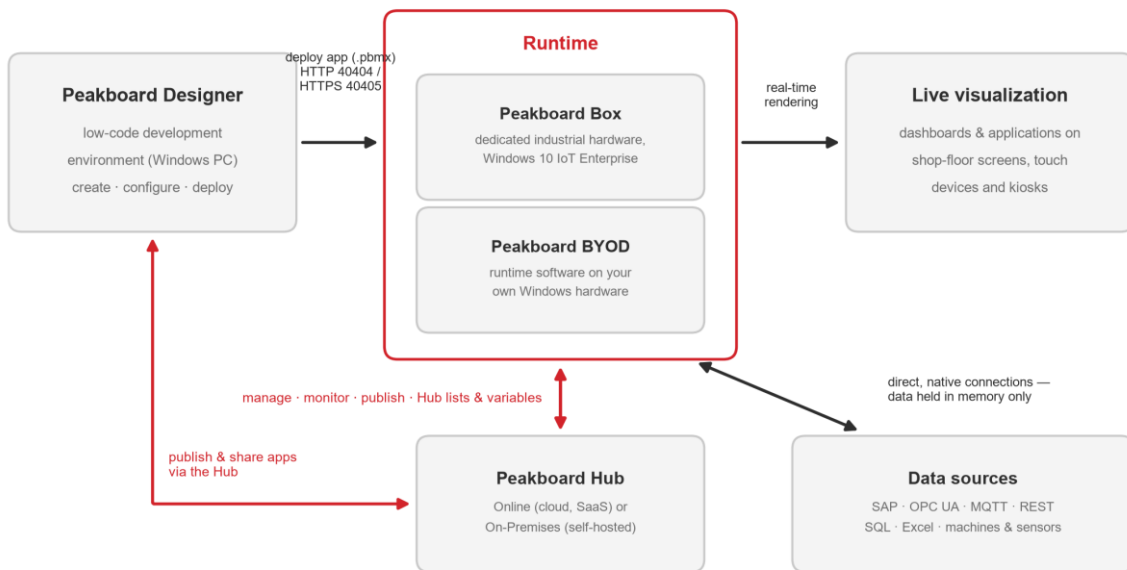 Runtime
deploy app (.pbmx)
HTTP 40404 /
HTTPS 40405
Peakboard Designer
low-code development
environment (Windows PC)
create · configure · deploy
Peakboard Box
dedicated industrial hardware,
Windows 10 IoT Enterprise
Peakboard BYOD
runtime software on your
own Windows hardware
real-time
rendering
Live visualization
dashboards & applications on
shop-floor screens, touch
devices and kiosks
manage · monitor · publish · Hub lists & variables
direct, native connections —
data held in memory only
publish & share apps
via the Hub
Peakboard Hub
Online (cloud, SaaS) or
On-Premises (self-hosted)
Data sources
SAP · OPC UA · MQTT · REST
SQL · Excel · machines & sensors